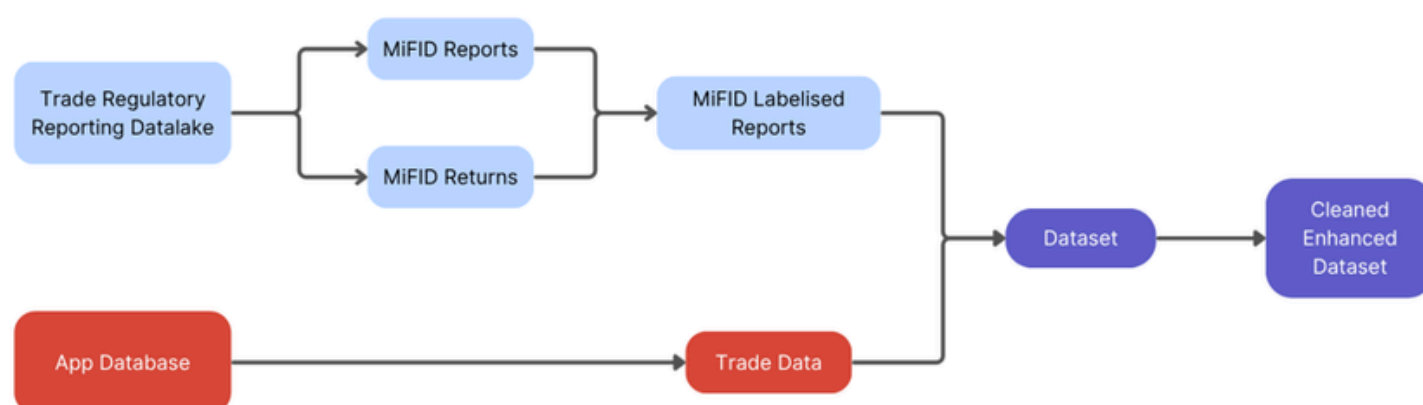 Trade Regulatory
Reporting Datalake
MiFID Reports
MiFID Returns
MiFID Labelised
Reports
App Database
Trade Data
Dataset
Cleaned
Enhanced
Dataset